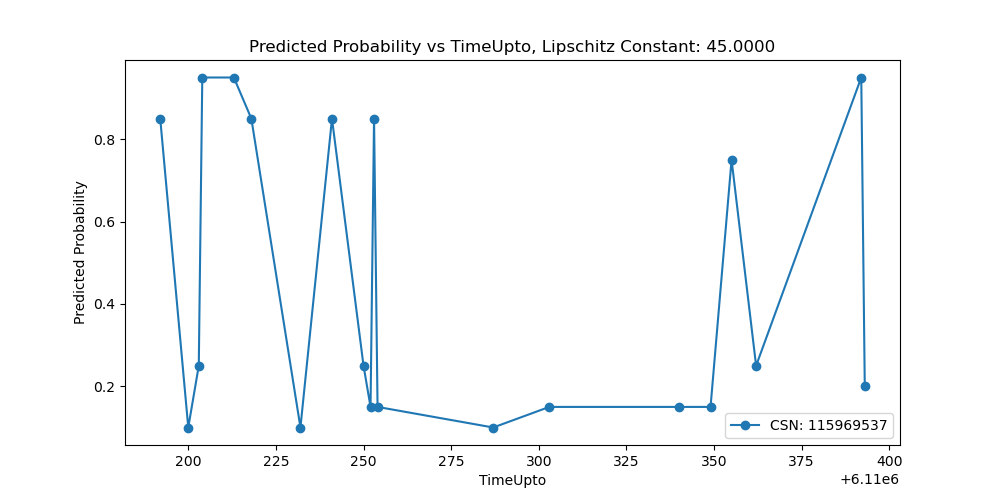 Predicted Probability vs TimeUpto, Lipschitz Constant: 45.0000
Predicted Probability
0.8
0.6
0.4
0.2
CSN: 115969537
200 225 250 275 300 325 350 375 400
+6.11e6
TimeUpto